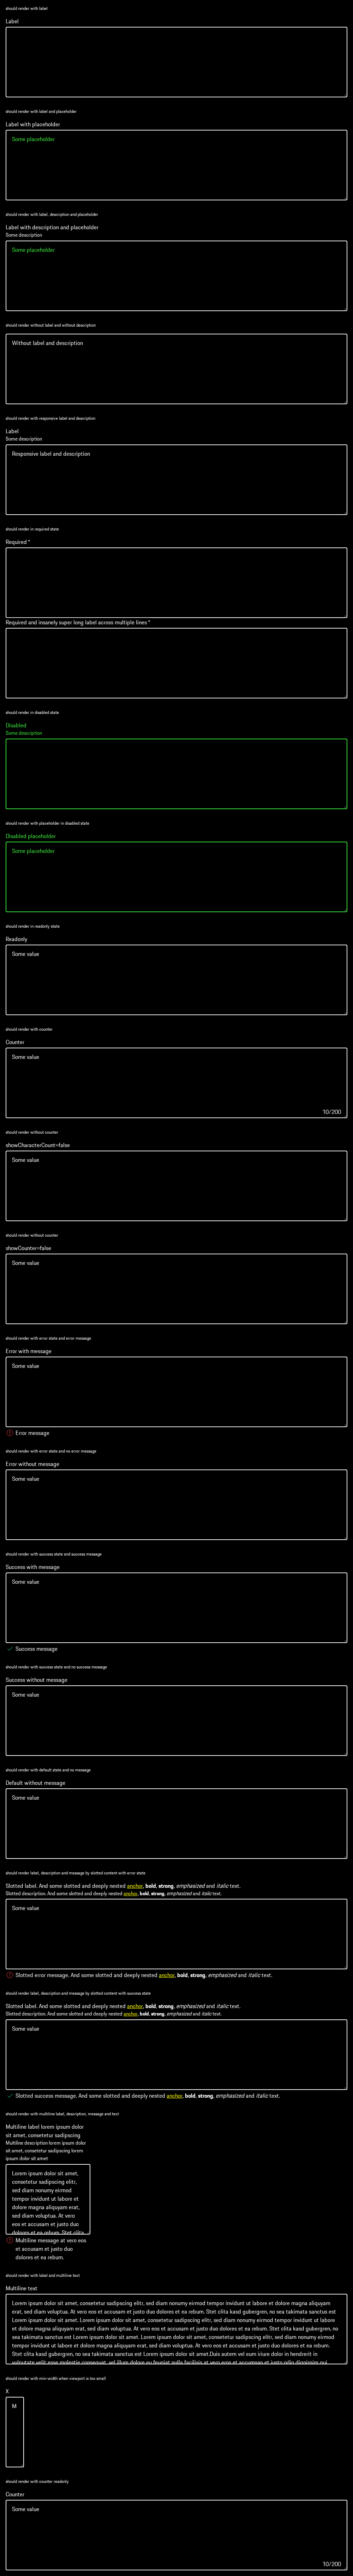 should render with label
Label
should render with label and placeholder
Label with placeholder
Some placeholder
should render with label, description and placeholder
Label with description and placeholder
Some description
Some placeholder
should render without label and without description
Without label and description
should render with responsive label and description
Label
Some description
Responsive label and description
should render in required state
Required *
Required and insanely super long label across multiple lines *
should render in disabled state
Disabled
Some description
should render with placeholder in disabled state
Disabled placeholder
Some placeholder
should render in readonly state
Readonly
Some value
should render with counter
Counter
Some value
10/200
should render without counter
showCharacterCount=false
Some value
should render without counter
showCounter=false
Some value
should render with error state and error message
Error with message
Some value
Error message
should render with error state and no error message
Error without message
Some value
should render with success state and success message
Success with message
Some value
Success message
should render with success state and no success message
Success without message
Some value
should render with default state and no message
Default without message
Some value
should render label, description and message by slotted content with error state
Slotted label. And some slotted and deeply nested anchor, bold, strong, emphasized and italic text.
Slotted description. And some slotted and deeply nested anchor, bold, strong, emphasized and italic text.
Some value
Slotted error message. And some slotted and deeply nested anchor, bold, strong, emphasized and italic text.
should render label, description and message by slotted content with success state
Slotted label. And some slotted and deeply nested anchor, bold, strong, emphasized and italic text.
Slotted description. And some slotted and deeply nested anchor, bold, strong, emphasized and italic text.
Some value
Slotted success message. And some slotted and deeply nested anchor, bold, strong, emphasized and italic text.
should render with multiline label, description, message and text
Multiline label lorem ipsum dolor
sit amet, consetetur sadipscing
Multiline description lorem ipsum dolor
sit amet, consetetur sadipscing lorem
ipsum dolor sit amet
Lorem ipsum dolor sit amet,
consetetur sadipscing elitr,
sed diam nonumy eirmod
tempor invidunt ut labore et
dolore magna aliquyam erat,
sed diam voluptua. At vero
eos et accusam et justo duo
dolores et ea rebum. Stet clita
Multiline message at vero eos
et accusam et justo duo
dolores et ea rebum.
should render with label and multiline text
Multiline text
Lorem ipsum dolor sit amet, consetetur sadipscing elitr, sed diam nonumy eirmod tempor invidunt ut labore et dolore magna aliquyam
erat, sed diam voluptua. At vero eos et accusam et justo duo dolores et ea rebum. Stet clita kasd gubergren, no sea takimata sanctus est
Lorem ipsum dolor sit amet. Lorem ipsum dolor sit amet, consetetur sadipscing elitr, sed diam nonumy eirmod tempor invidunt ut labore
et dolore magna aliquyam erat, sed diam voluptua. At vero eos et accusam et justo duo dolores et ea rebum. Stet clita kasd gubergren, no
sea takimata sanctus est Lorem ipsum dolor sit amet. Lorem ipsum dolor sit amet, consetetur sadipscing elitr, sed diam nonumy eirmod
tempor invidunt ut labore et dolore magna aliquyam erat, sed diam voluptua. At vero eos et accusam et justo duo dolores et ea rebum.
Stet clita kasd gubergren, no sea takimata sanctus est Lorem ipsum dolor sit amet.Duis autem vel eum iriure dolor in hendrerit in
vulputate velit esse molestie consequat, vel illum dolore eu feugiat nulla facilisis at vero eros et accumsan et iusto odio dignissim qui
should render with min-width when viewport is too small
X
M
should render with counter readonly
Counter
Some value
10/200